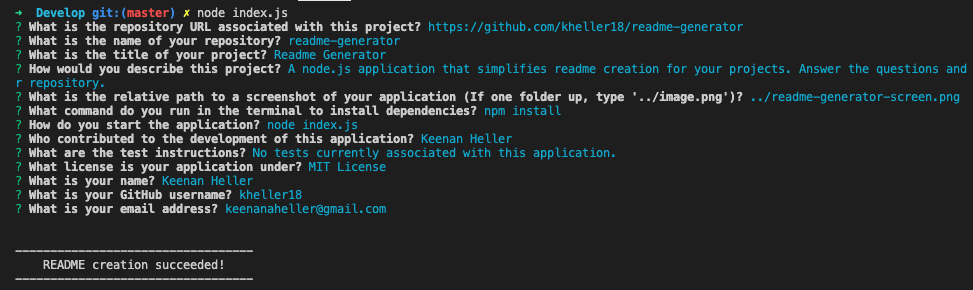 ➜ Develop git:(master) ✗ node index.js
? What is the repository URL associated with this project? https://github.com/kheller18/readme-generator
? What is the name of your repository? readme-generator
? What is the title of your project? Readme Generator
? How would you describe this project? A node.js application that simplifies readme creation for your projects. Answer the questions and
r repository.
? What is the relative path to a screenshot of your application (If one folder up, type '../image.png')? ../readme-generator-screen.png
? What command do you run in the terminal to install dependencies? npm install
? How do you start the application? node index.js
? Who contributed to the development of this application? Keenan Heller
? What are the test instructions? No tests currently associated with this application.
? What license is your application under? MIT License
? What is your name? Keenan Heller
? What is your GitHub username? kheller18
? What is your email address? keenanaheller@gmail.com
----------------------------------
README creation succeeded!
----------------------------------